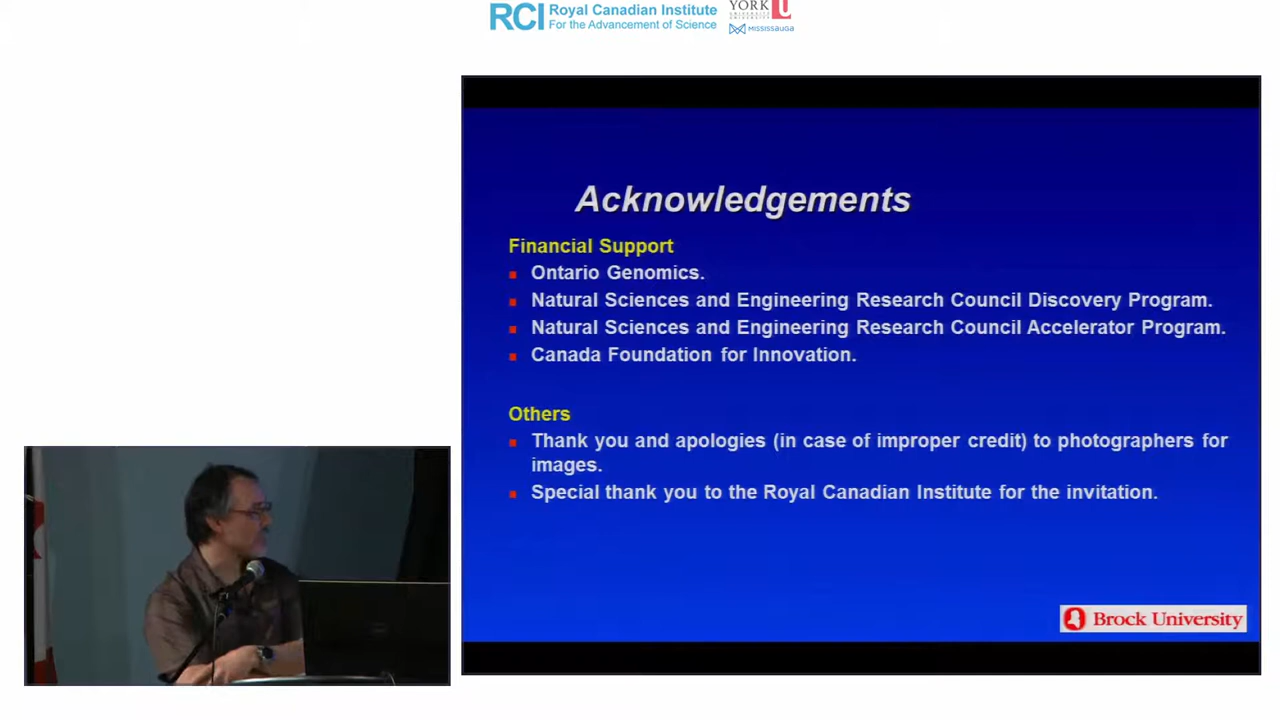 RCI Royal Canadian Institute
For the Advancement of Science
YORK U
MISSISSAUGA
Acknowledgements
Financial Support
Ontario Genomics.
Natural Sciences and Engineering Research Council Discovery Program.
Natural Sciences and Engineering Research Council Accelerator Program.
Canada Foundation for Innovation.
Others
Thank you and apologies (in case of improper credit) to photographers for
images.
Special thank you to the Royal Canadian Institute for the invitation.
Brock University